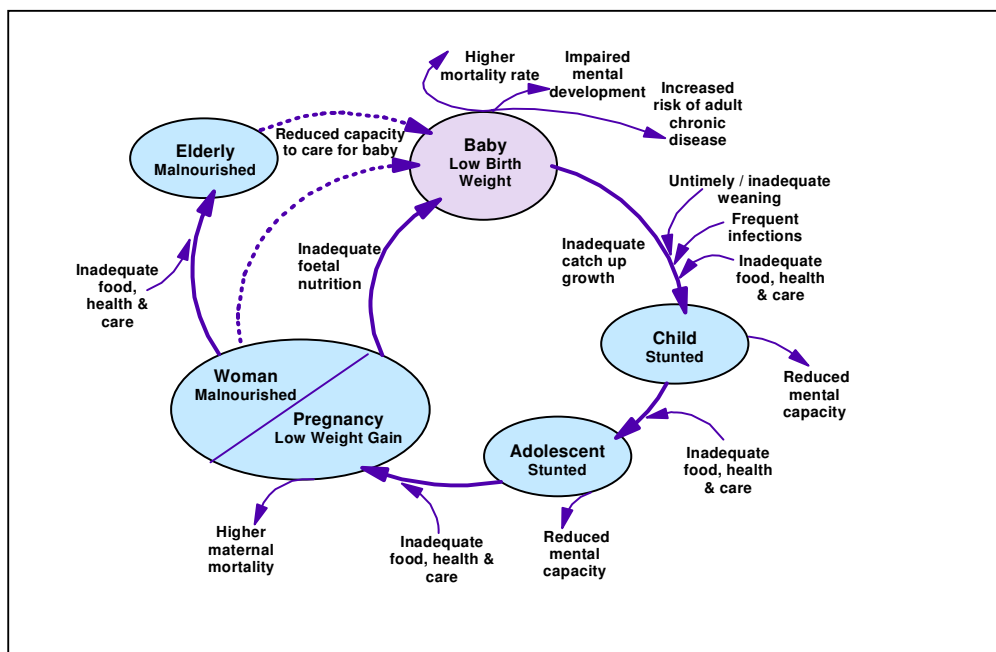 Higher
mortality rate
Impaired
mental
development
Increased
risk of adult
chronic
disease
Elderly
Malnourished
Reduced capacity
to care for baby
Baby
Low Birth
Weight
Untimely / inadequate
weaning
Frequent
infections
Inadequate
food, health
& care
Inadequate
catch up
growth
Inadequate
foetal
nutrition
Inadequate
food,
health &
care
Child
Stunted
Reduced
mental
capacity
Woman
Malnourished
Pregnancy
Low Weight Gain
Adolescent
Stunted
Inadequate
food, health
& care
Higher
maternal
mortality
Inadequate
food, health &
care
Reduced
mental
capacity